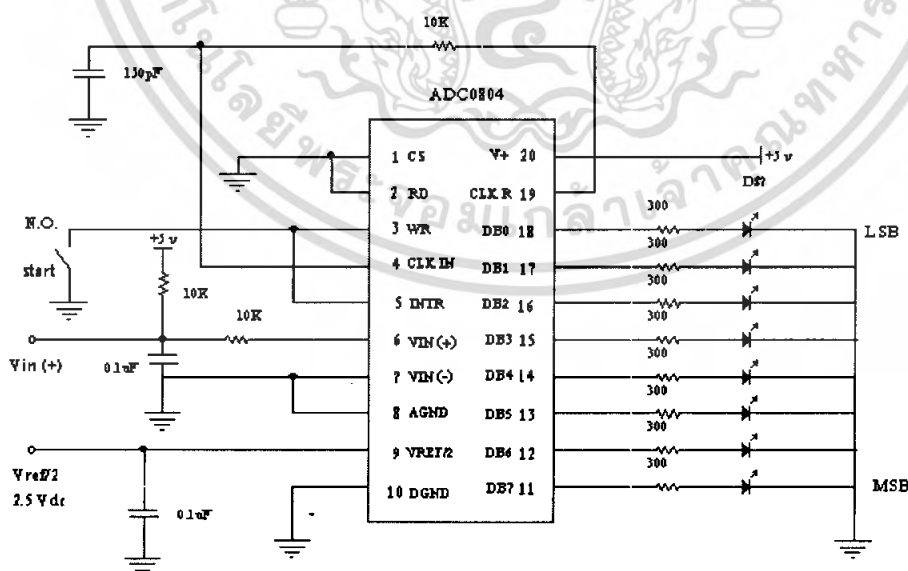 10K
150pF
ADC0804
1 CS
V+ 20
+5 v
2 RD
CLK R 19
DS?
300
N.O.
3 WR
DB0 18
LSB
+5 v
300
start
4 CLK IN
DB1 17
300
10K
5 INTR
DB2 16
10K
300
6 VIN(+)
DB3 15
Vin (+)
0.1uF
300
7 VIN(-)
DB4 14
300
8 AGND
DB5 13
300
9 VREF/2
DB6 12
Vref/2
300
2.5 Vdc
10 DGND
DB7 11
MSB
0.1uF